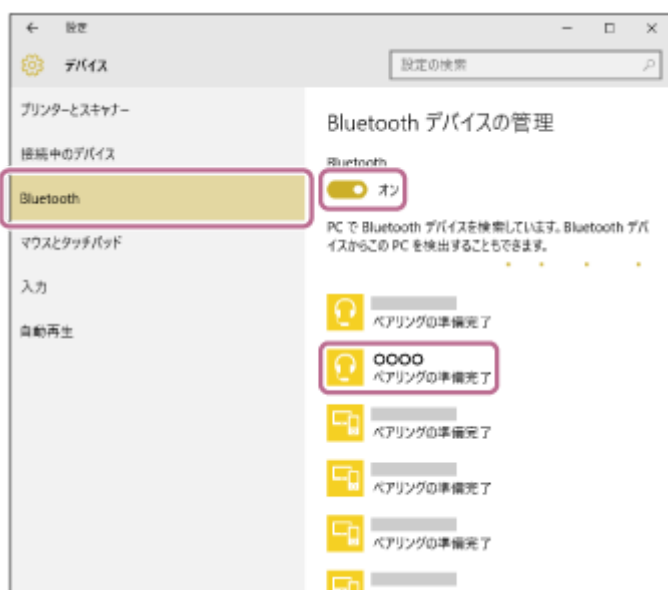 設定
デバイス
設定の検索
プリンターとスキャナー
接続中のデバイス
Bluetooth
マウスとタッチパッド
入力
自動再生
Bluetooth デバイスの管理
Bluetooth
オン
PC で Bluetooth デバイスを検索しています。Bluetooth デバ
イスからこの PC を検出することもできます。
ペアリングの準備完了
○○○○
ペアリングの準備完了
ペアリングの準備完了
ペアリングの準備完了
ペアリングの準備完了